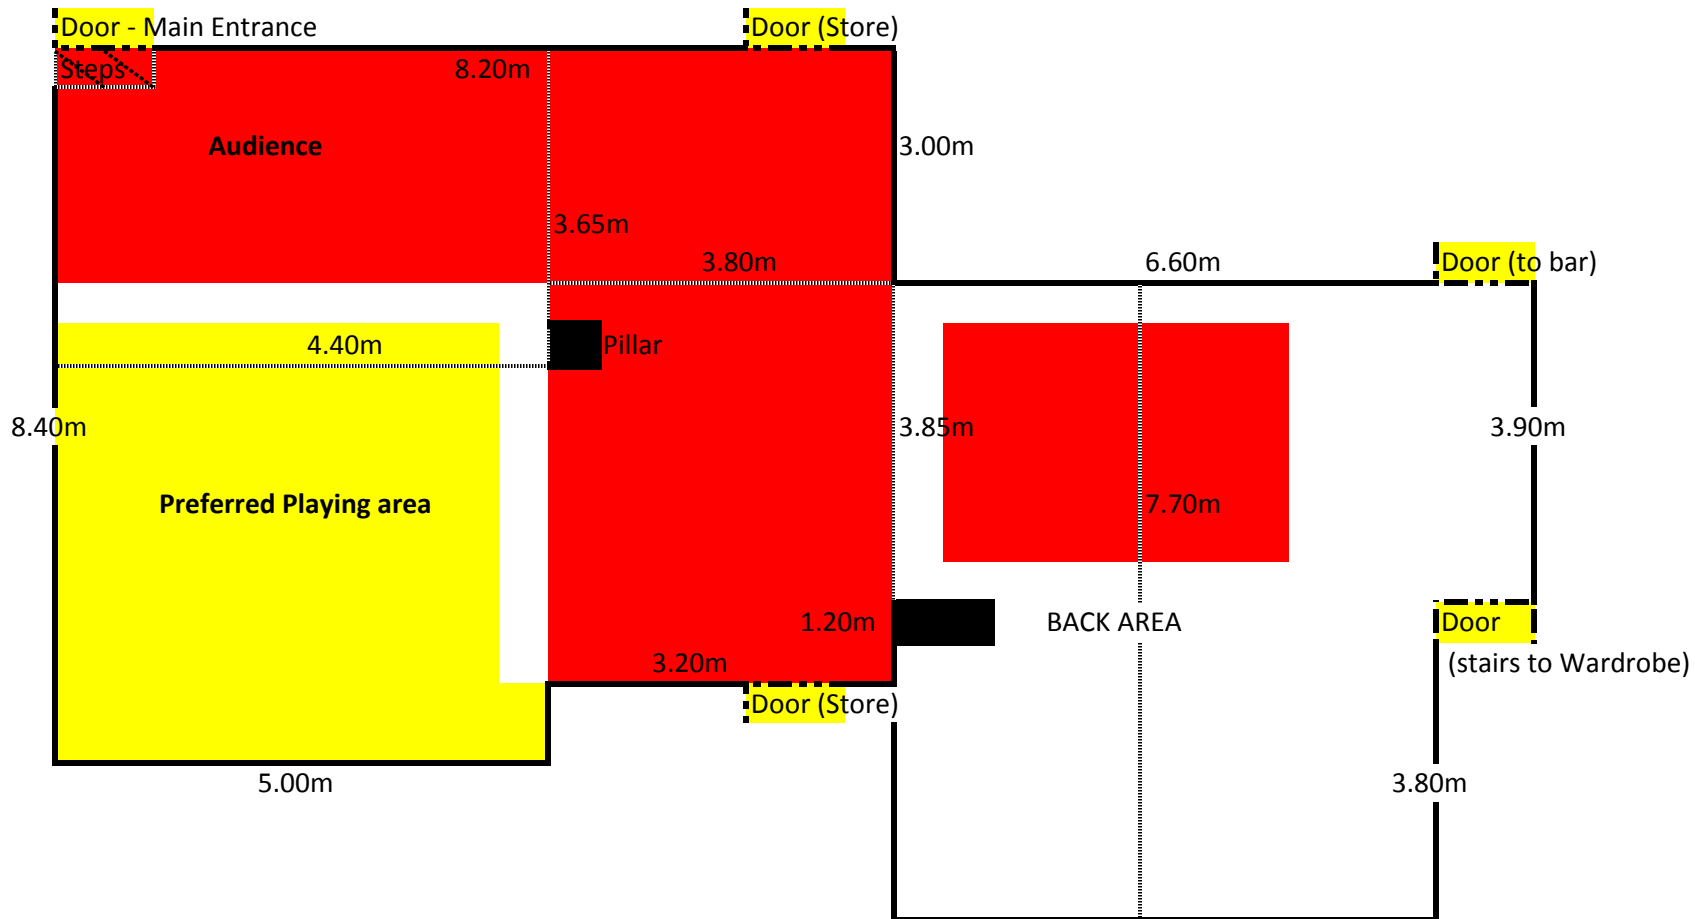 Door - Main Entrance
Door (Store)
Steps
8.20m
Audience
3.00m
3.65m
3.80m
6.60m
Door (to bar)
4.40m
Pillar
8.40m
3.85m
3.90m
Preferred Playing area
7.70m
1.20m
BACK AREA
Door
3.20m
(stairs to Wardrobe)
Door (Store)
5.00m
3.80m